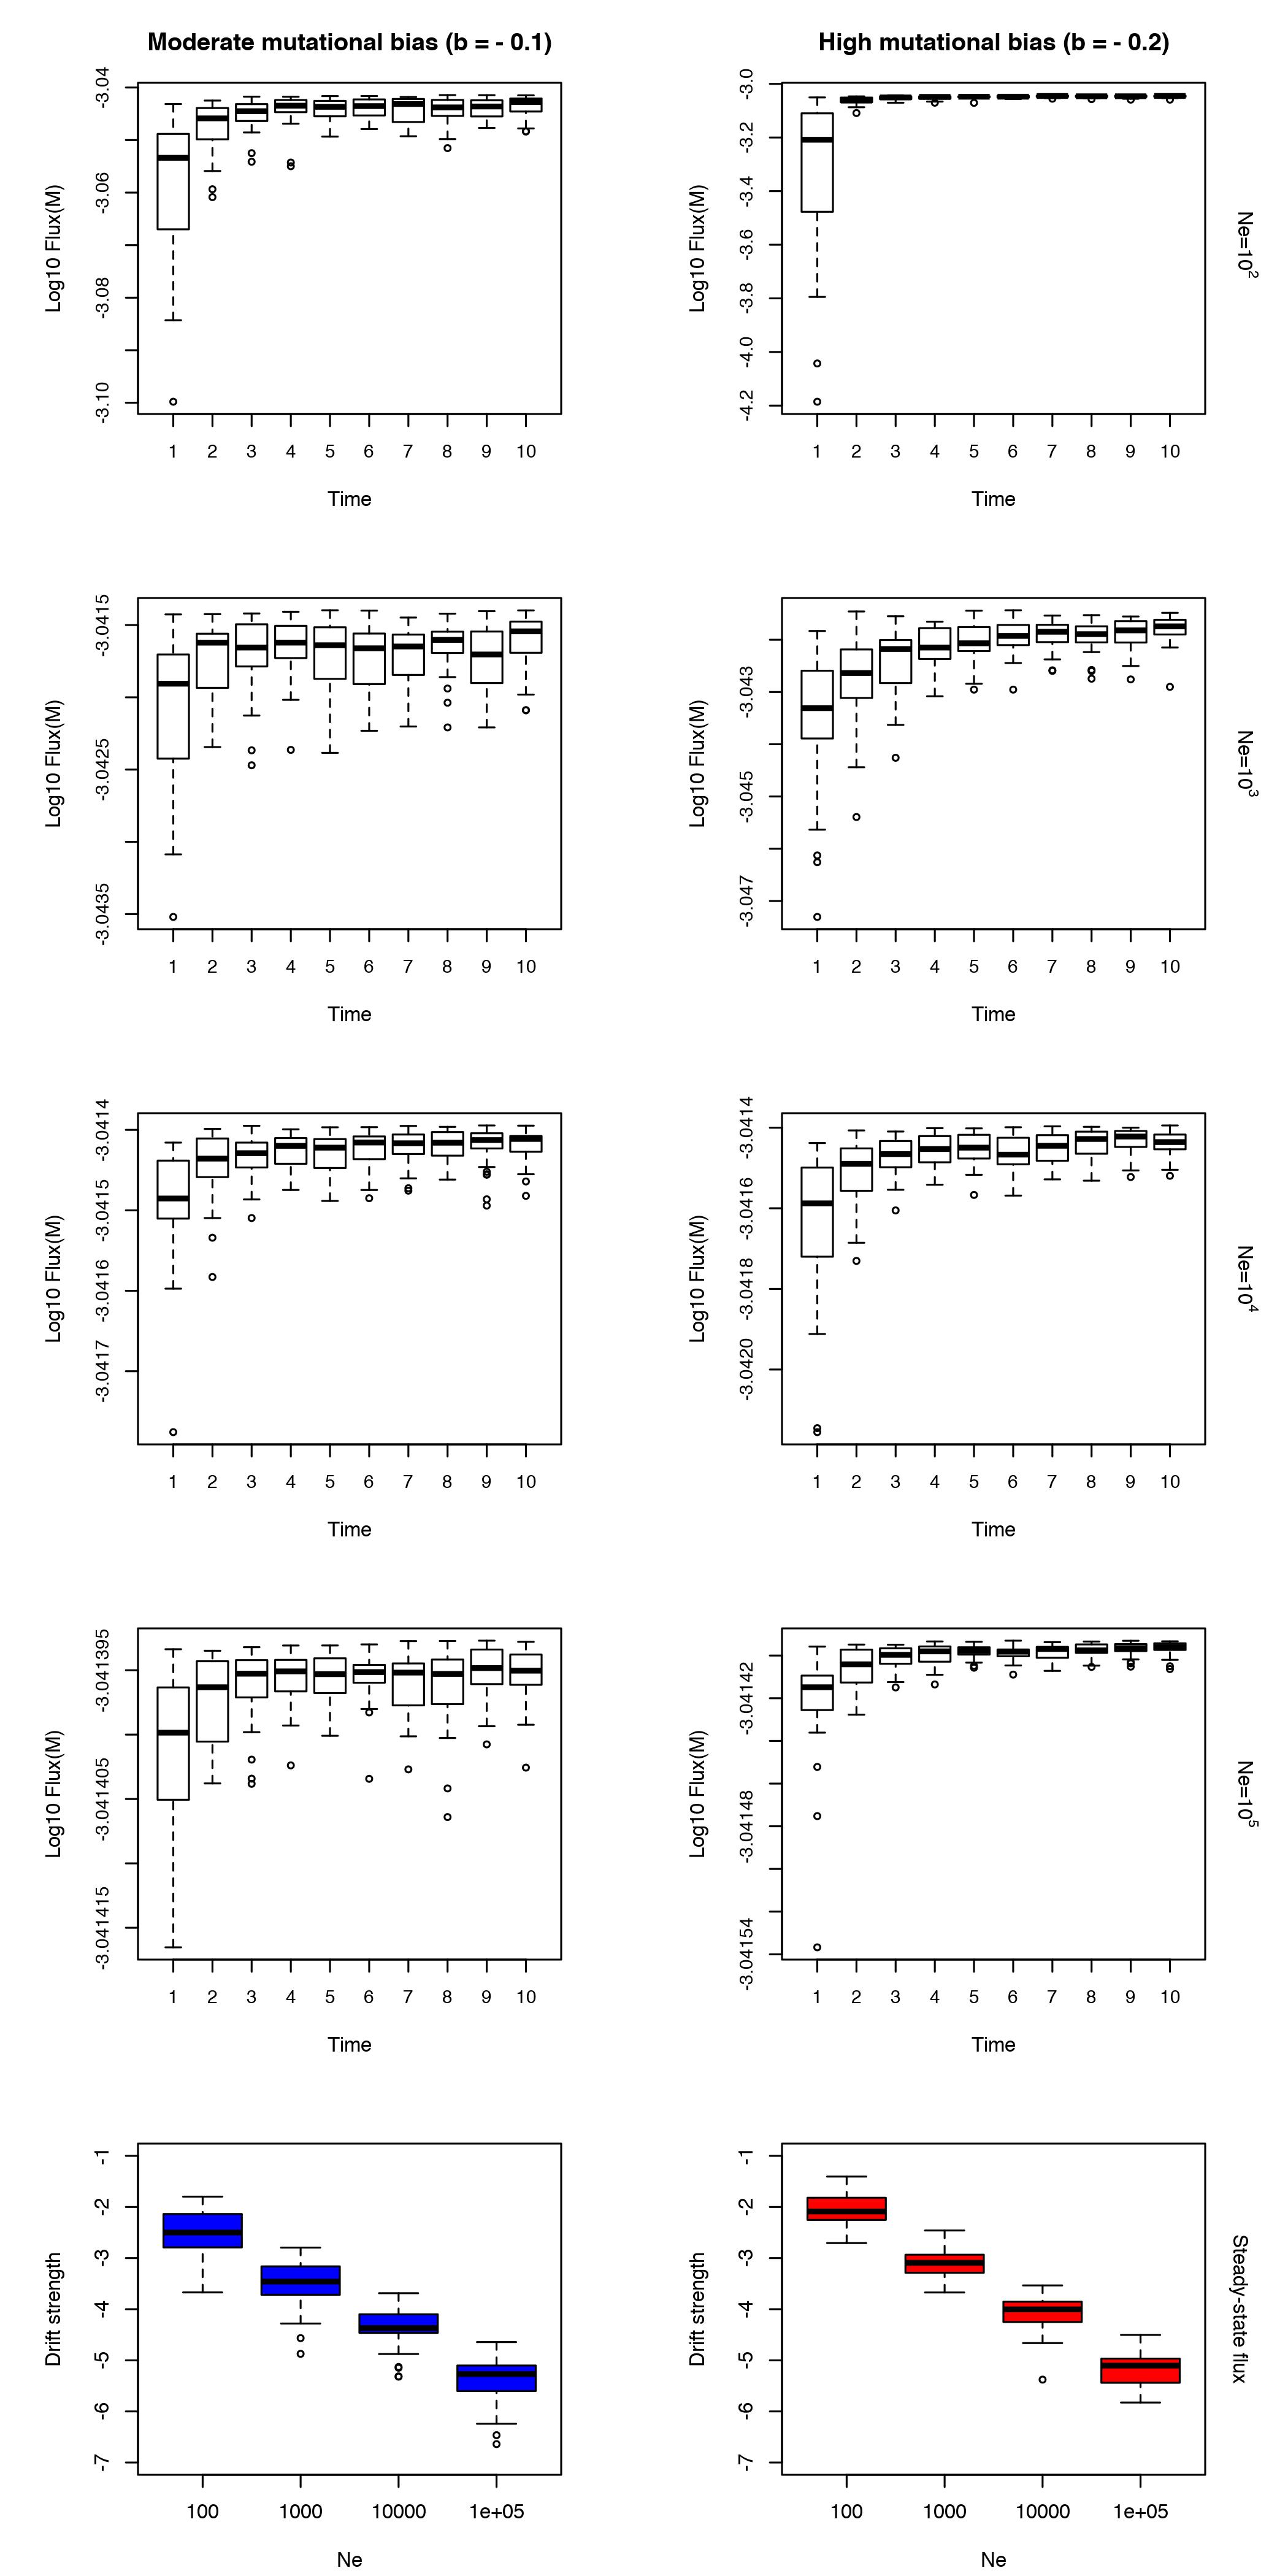 Moderate mutational bias (b = - 0.1)
High mutational bias (b = - 0.2)
Log10 Flux(M)
-3.04
-3.06
-3.08
-3.10
1 2 3 4 5 6 7 8 9 10
Time
Log10 Flux(M)
-3.0
-3.2
-3.4
-3.6
-3.8
-4.0
-4.2
1 2 3 4 5 6 7 8 9 10
Time
Ne=10²
Log10 Flux(M)
-3.0415
-3.0425
-3.0435
1 2 3 4 5 6 7 8 9 10
Time
Log10 Flux(M)
-3.043
-3.045
-3.047
1 2 3 4 5 6 7 8 9 10
Time
Ne=10³
Log10 Flux(M)
-3.0414
-3.0415
-3.0416
-3.0417
1 2 3 4 5 6 7 8 9 10
Time
Log10 Flux(M)
-3.0414
-3.0416
-3.0418
-3.0420
1 2 3 4 5 6 7 8 9 10
Time
Ne=10⁴
Log10 Flux(M)
-3.041395
-3.041405
-3.041415
1 2 3 4 5 6 7 8 9 10
Time
Log10 Flux(M)
-3.04142
-3.04148
-3.04154
1 2 3 4 5 6 7 8 9 10
Time
Ne=10⁵
Drift strength
-1
-2
-3
-4
-5
-6
-7
100 1000 10000 1e+05
Ne
Drift strength
-1
-2
-3
-4
-5
-6
-7
100 1000 10000 1e+05
Ne
Steady-state flux